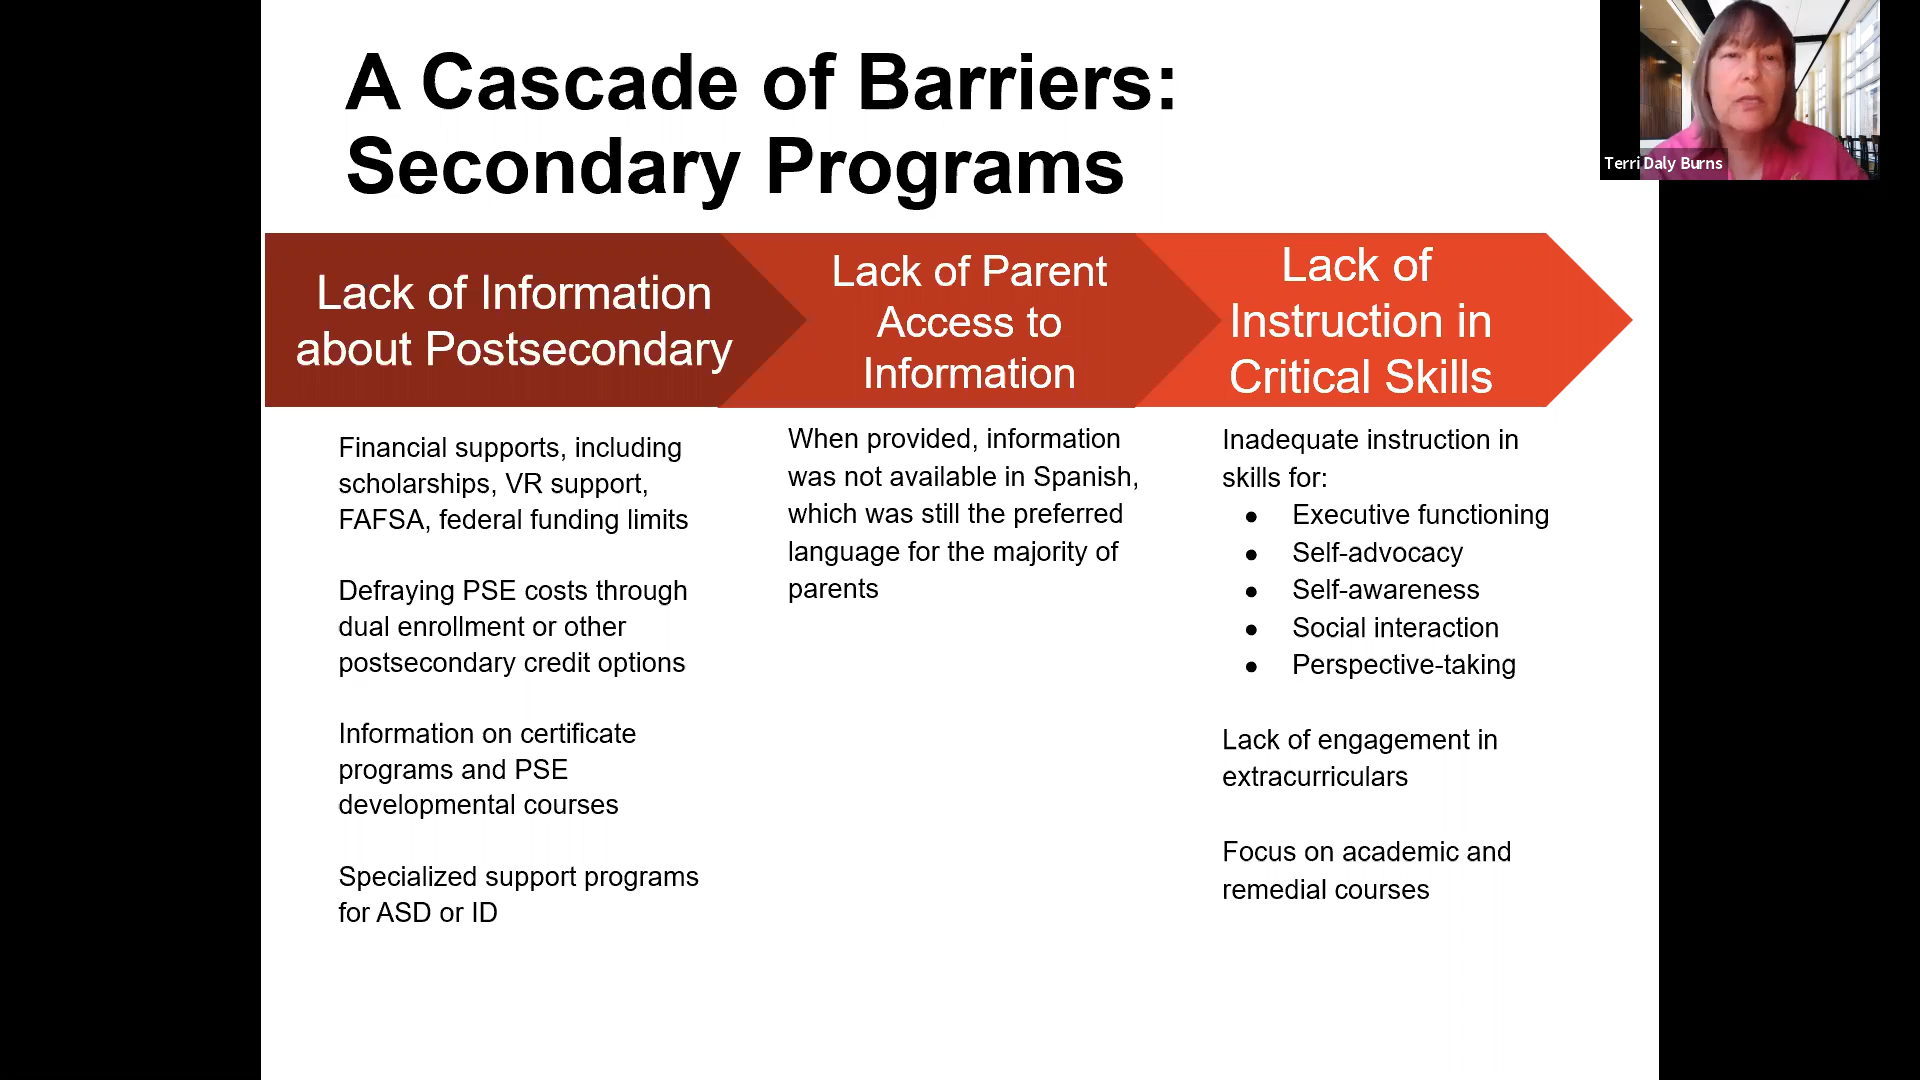 A Cascade of Barriers:
Secondary Programs
Terri Daly Burns
Lack of Information
about Postsecondary
Lack of Parent
Access to
Information
Lack of
Instruction in
Critical Skills
Financial supports, including
scholarships, VR support,
FAFSA, federal funding limits
Defraying PSE costs through
dual enrollment or other
postsecondary credit options
Information on certificate
programs and PSE
developmental courses
Specialized support programs
for ASD or ID
When provided, information
was not available in Spanish,
which was still the preferred
language for the majority of
parents
Inadequate instruction in
skills for:
● Executive functioning
● Self-advocacy
● Self-awareness
● Social interaction
● Perspective-taking
Lack of engagement in
extracurriculars
Focus on academic and
remedial courses